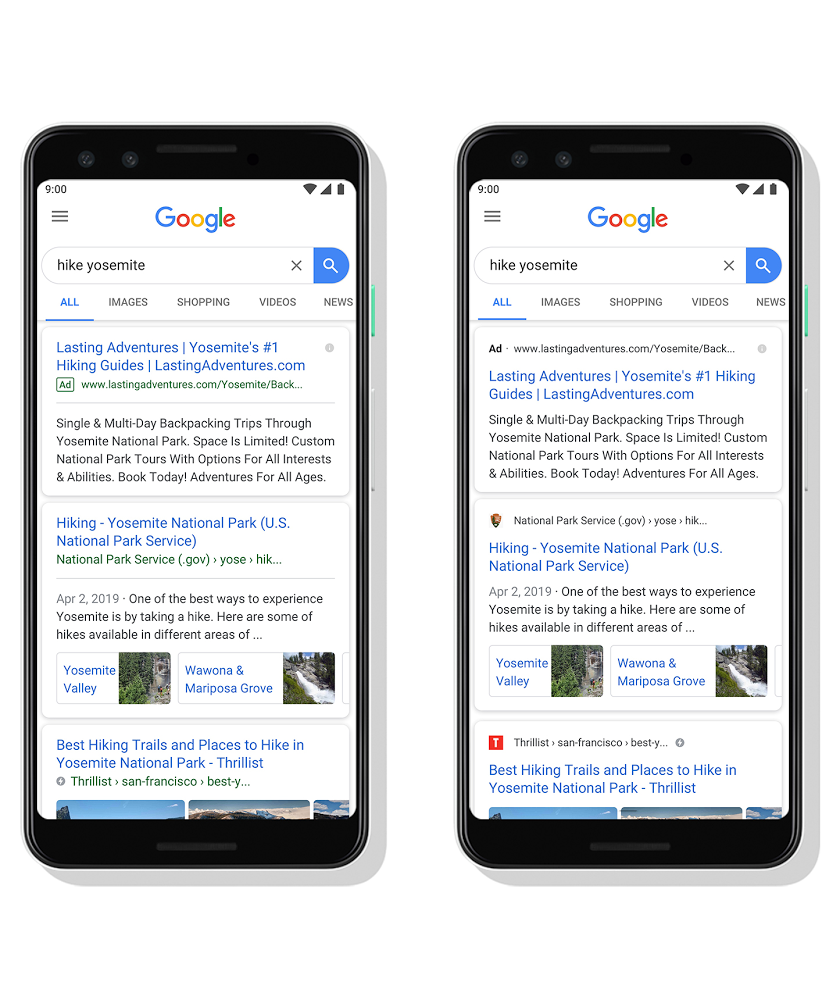 9:00
Google
hike yosemite
ALL IMAGES SHOPPING VIDEOS NEWS
Lasting Adventures | Yosemite's #1
Hiking Guides | LastingAdventures.com
Ad www.lastingadventures.com/Yosemite/Back...
Single & Multi-Day Backpacking Trips Through
Yosemite National Park. Space Is Limited! Custom
National Park Tours With Options For All Interests
& Abilities. Book Today! Adventures For All Ages.
Hiking - Yosemite National Park (U.S.
National Park Service)
National Park Service (.gov) › yose › hik...
Apr 2, 2019 · One of the best ways to experience
Yosemite is by taking a hike. Here are some of
hikes available in different areas of ...
Yosemite
Valley
Wawona &
Mariposa Grove
Best Hiking Trails and Places to Hike in
Yosemite National Park - Thrillist
Thrillist › san-francisco › best-y...
9:00
Google
hike yosemite
ALL IMAGES SHOPPING VIDEOS NEWS
Ad · www.lastingadventures.com/Yosemite/Back...
Lasting Adventures | Yosemite's #1 Hiking
Guides | LastingAdventures.com
Single & Multi-Day Backpacking Trips Through
Yosemite National Park. Space Is Limited! Custom
National Park Tours With Options For All Interests
& Abilities. Book Today! Adventures For All Ages.
National Park Service (.gov) › yose › hik...
Hiking - Yosemite National Park (U.S.
National Park Service)
Apr 2, 2019 · One of the best ways to experience
Yosemite is by taking a hike. Here are some of
hikes available in different areas of ...
Yosemite
Valley
Wawona &
Mariposa Grove
T Thrillist › san-francisco › best-y...
Best Hiking Trails and Places to Hike in
Yosemite National Park - Thrillist